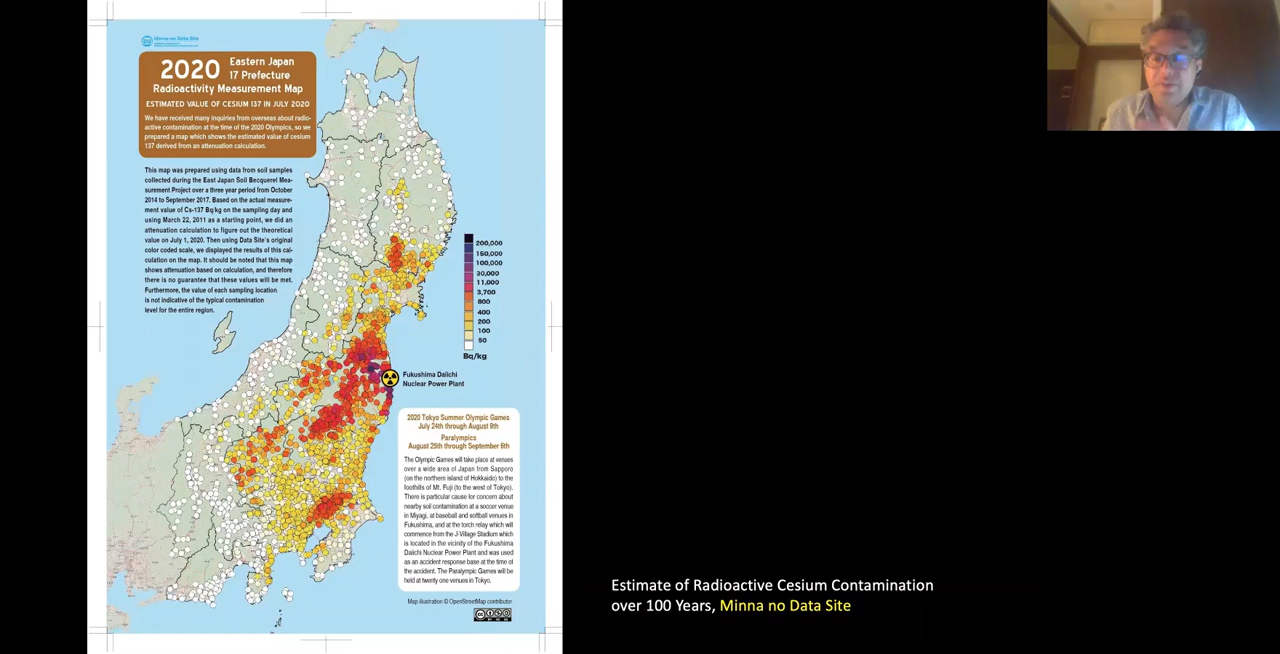 Minna no Data Site
2020
Eastern Japan
17 Prefecture
Radioactivity Measurement Map
ESTIMATED VALUE OF CESIUM 137 IN JULY 2020
We have received many inquiries from overseas about radio-
active contamination at the time of the 2020 Olympics, so we
prepared a map which shows the estimated value of cesium
137 derived from an attenuation calculation.
This map was prepared using data from soil samples
collected during the East Japan Soil Becquerel Mea-
surement Project over a three year period from October
2014 to September 2017. Based on the actual measure-
ment value of Cs-137 Bq/kg on the sampling day and
using March 22, 2011 as a starting point, we did an
attenuation calculation to figure out the theoretical
value on July 1, 2020. Then using Data Site's original
color coded scale, we displayed the results of this cal-
culation on the map. It should be noted that this map
shows attenuation based on calculation, and therefore
there is no guarantee that these values will be met.
Furthermore, the value of each sampling location
is not indicative of the typical contamination
level for the entire region.
200,000
150,000
100,000
30,000
11,000
3,700
800
400
200
100
50
Bq/kg
Fukushima Daiichi
Nuclear Power Plant
2020 Tokyo Summer Olympic Games
July 24th through August 9th
Paralympics
August 25th through September 6th
The Olympic Games will take place at venues
over a wide area of Japan from Sapporo
(on the northern island of Hokkaido) to the
foothills of Mt. Fuji (to the west of Tokyo).
There is particular cause for concern about
nearby soil contamination at a soccer venue
in Miyagi, at baseball and softball venues in
Fukushima, and at the torch relay which will
commence from the J-Village Stadium which
is located in the vicinity of the Fukushima
Daiichi Nuclear Power Plant and was used
as an accident response base at the time of
the accident. The Paralympic Games will be
held at twenty one venues in Tokyo.
Map illustration © OpenStreetMap contributor
Estimate of Radioactive Cesium Contamination
over 100 Years, Minna no Data Site